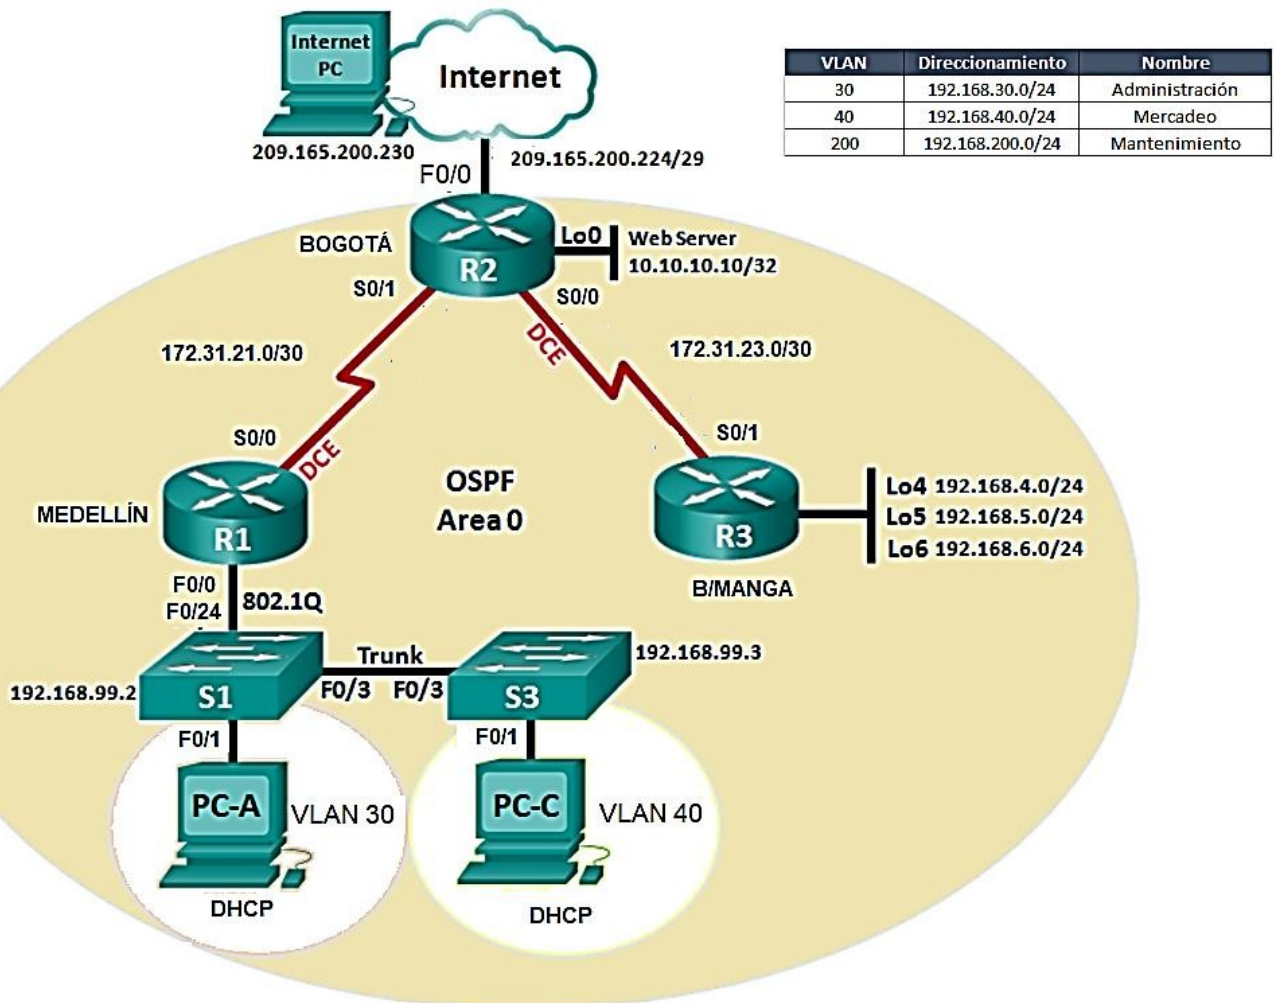 Internet
PC
Internet
209.165.200.230
209.165.200.224/29
F0/0
VLAN Direccionamiento Nombre
30 192.168.30.0/24 Administración
40 192.168.40.0/24 Mercadeo
200 192.168.200.0/24 Mantenimiento
BOGOTÁ
R2
Lo0
Web Server
10.10.10.10/32
S0/1
S0/0
DCE
172.31.21.0/30
172.31.23.0/30
S0/0
DCE
S0/1
MEDELLÍN
R1
OSPF
Area 0
R3
B/MANGA
Lo4 192.168.4.0/24
Lo5 192.168.5.0/24
Lo6 192.168.6.0/24
F0/0
F0/24
802.1Q
192.168.99.2
S1
Trunk
F0/3 F0/3
S3
192.168.99.3
F0/1
PC-A
VLAN 30
DHCP
F0/1
PC-C
VLAN 40
DHCP